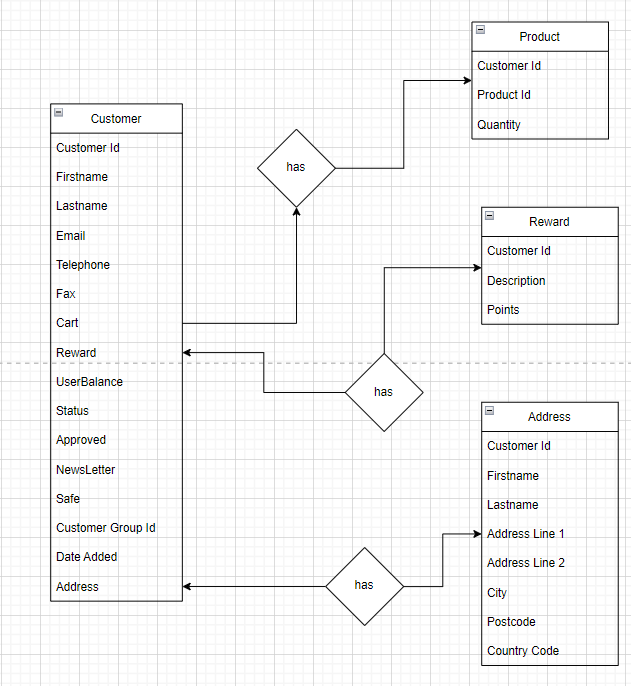 Customer
Customer Id
Firstname
Lastname
Email
Telephone
Fax
Cart
Reward
UserBalance
Status
Approved
NewsLetter
Safe
Customer Group Id
Date Added
Address
has
has
has
Product
Customer Id
Product Id
Quantity
Reward
Customer Id
Description
Points
Address
Customer Id
Firstname
Lastname
Address Line 1
Address Line 2
City
Postcode
Country Code